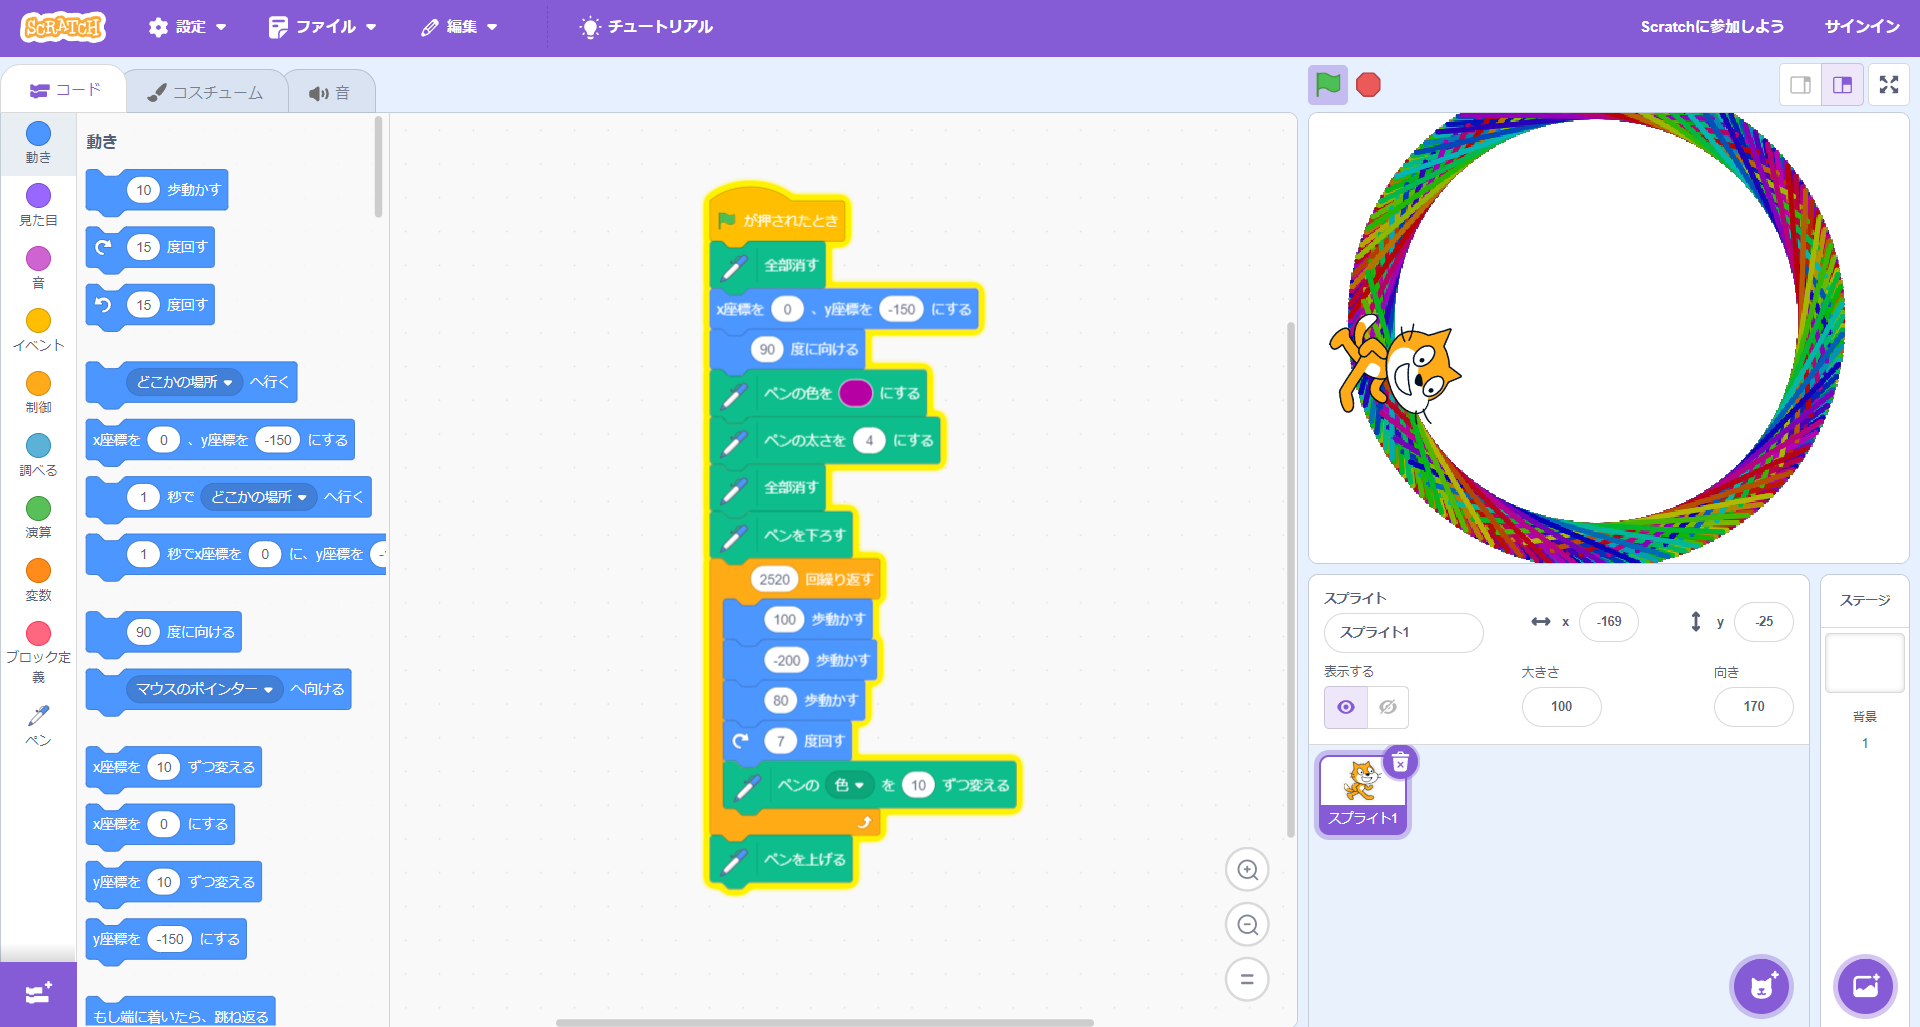 SCRATCH
設定
ファイル
編集
チュートリアル
Scratchに参加しよう
サインイン
コード
コスチューム
音
動き
見た目
音
イベント
制御
調べる
演算
変数
ブロック定
義
ペン
動き
10 歩動かす
15 度回す
15 度回す
どこかの場所 へ行く
x座標を 0 、y座標を -150 にする
1 秒で どこかの場所 へ行く
1 秒でx座標を 0 に、y座標を
90 度に向ける
マウスのポインター へ向ける
x座標を 10 ずつ変える
x座標を 0 にする
y座標を 10 ずつ変える
y座標を -150 にする
もし端に着いたら、跳ね返る
が押されたとき
全部消す
x座標を 0 、y座標を -150 にする
90 度に向ける
ペンの色を にする
ペンの太さを 4 にする
全部消す
ペンを下ろす
2520 回繰り返す
100 歩動かす
-200 歩動かす
80 歩動かす
7 度回す
ペンの 色 を 10 ずつ変える
ペンを上げる
スプライト
スプライト1
x -169
y -25
表示する
大きさ
100
向き
170
スプライト1
ステージ
背景
1